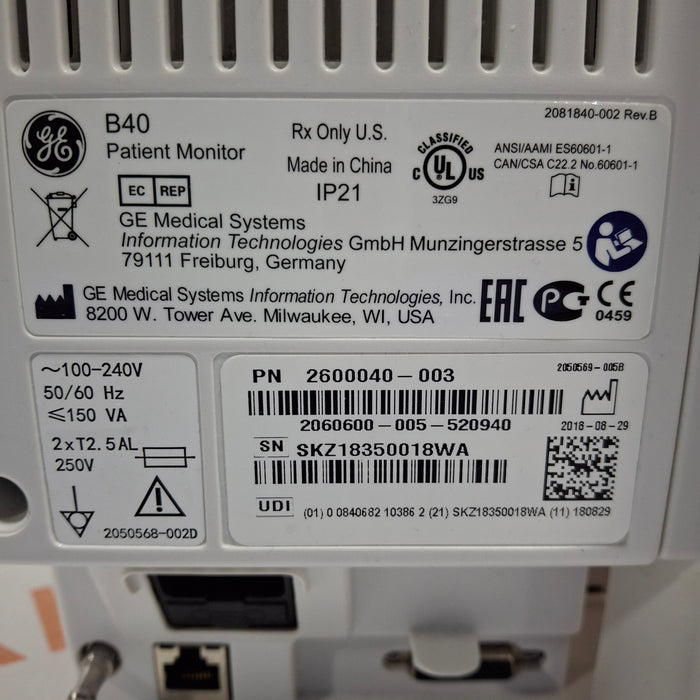 GE
B40
Patient Monitor
Rx Only U.S.
Made in China
IP21
CLASSIFIED
C UL US
3ZG9
2081840-002 Rev.B
ANSI/AAMI ES60601-1
CAN/CSA C22.2 No.60601-1
EC REP
GE Medical Systems
Information Technologies GmbH Munzingerstrasse 5
79111 Freiburg, Germany
GE Medical Systems Information Technologies, Inc.
8200 W. Tower Ave. Milwaukee, WI, USA
EAC
CE
0459
~100-240V
50/60 Hz
≤150 VA
2xT2.5AL
250V
2050568-002D
PN 2600040-003
2050569-005B
2060600-005-520940
2018-08-29
SN SKZ18350018WA
UDI (01) 0 0840682 10386 2 (21) SKZ18350018WA (11) 180829